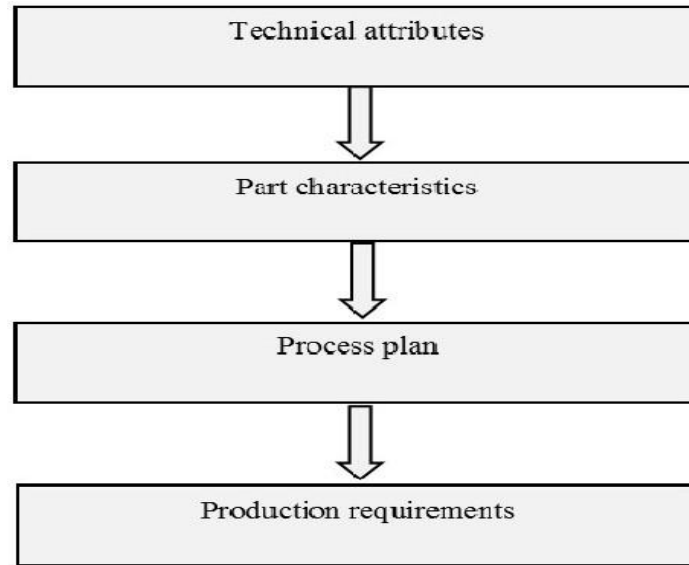 Technical attributes
Part characteristics
Process plan
Production requirements